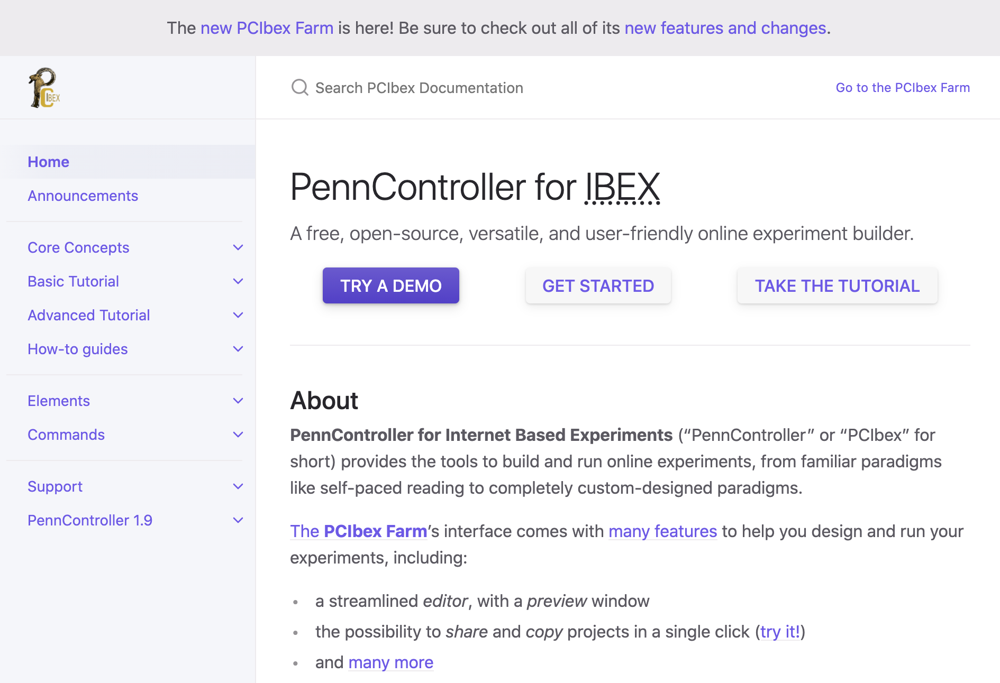 The new PCIbex Farm is here! Be sure to check out all of its new features and changes.
PC IBEX
Search PCIbex Documentation
Go to the PCIbex Farm
Home
Announcements
Core Concepts
Basic Tutorial
Advanced Tutorial
How-to guides
Elements
Commands
Support
PennController 1.9
PennController for IBEX
A free, open-source, versatile, and user-friendly online experiment builder.
TRY A DEMO
GET STARTED
TAKE THE TUTORIAL
About
PennController for Internet Based Experiments (“PennController” or “PCIbex” for
short) provides the tools to build and run online experiments, from familiar paradigms
like self-paced reading to completely custom-designed paradigms.
The PCIbex Farm’s interface comes with many features to help you design and run your
experiments, including:
• a streamlined editor, with a preview window
• the possibility to share and copy projects in a single click (try it!)
• and many more